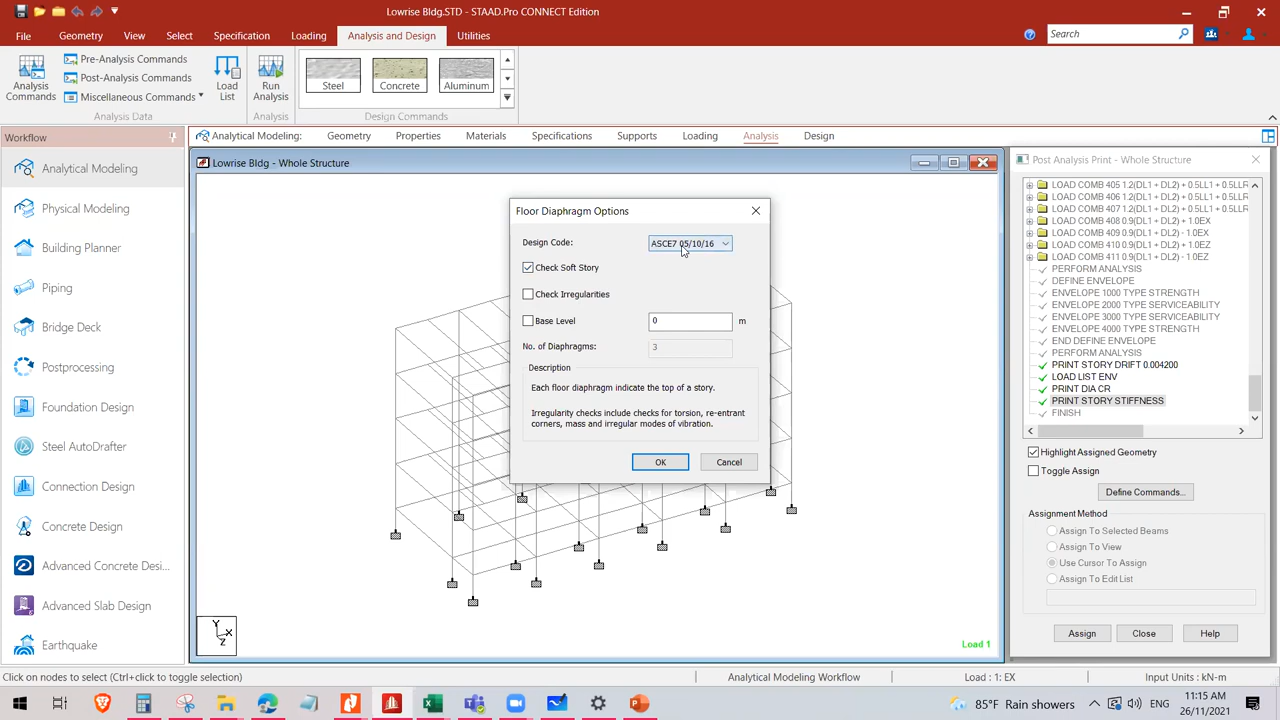 Lowrise Bldg.STD - STAAD.Pro CONNECT Edition
File
Geometry
View
Select
Specification
Loading
Analysis and Design
Utilities
Search
Analysis Commands
Pre-Analysis Commands
Post-Analysis Commands
Miscellaneous Commands
Load List
Run Analysis
Steel
Concrete
Aluminum
Analysis Data
Analysis
Design Commands
Workflow
Analytical Modeling:
Geometry
Properties
Materials
Specifications
Supports
Loading
Analysis
Design
Analytical Modeling
Physical Modeling
Building Planner
Piping
Bridge Deck
Postprocessing
Foundation Design
Steel AutoDrafter
Connection Design
Concrete Design
Advanced Concrete Desi...
Advanced Slab Design
Earthquake
Lowrise Bldg - Whole Structure
Floor Diaphragm Options
Design Code:
ASCE7 05/10/16
Check Soft Story
Check Irregularities
Base Level
0
m
No. of Diaphragms:
3
Description
Each floor diaphragm indicate the top of a story.
Irregularity checks include checks for torsion, re-entrant
corners, mass and irregular modes of vibration.
OK
Cancel
Y
X
Z
Load 1
Post Analysis Print - Whole Structure
LOAD COMB 405 1.2(DL1 + DL2) + 0.5LL1 + 0.5LLR
LOAD COMB 406 1.2(DL1 + DL2) + 0.5LL1 + 0.5LLR
LOAD COMB 407 1.2(DL1 + DL2) + 0.5LL1 + 0.5LLR
LOAD COMB 408 0.9(DL1 + DL2) + 1.0EX
LOAD COMB 409 0.9(DL1 + DL2) - 1.0EX
LOAD COMB 410 0.9(DL1 + DL2) + 1.0EZ
LOAD COMB 411 0.9(DL1 + DL2) - 1.0EZ
PERFORM ANALYSIS
DEFINE ENVELOPE
ENVELOPE 1000 TYPE STRENGTH
ENVELOPE 2000 TYPE SERVICEABILITY
ENVELOPE 3000 TYPE SERVICEABILITY
ENVELOPE 4000 TYPE STRENGTH
END DEFINE ENVELOPE
PERFORM ANALYSIS
PRINT STORY DRIFT 0.004200
LOAD LIST ENV
PRINT DIA CR
PRINT STORY STIFFNESS
FINISH
Highlight Assigned Geometry
Toggle Assign
Define Commands...
Assignment Method
Assign To Selected Beams
Assign To View
Use Cursor To Assign
Assign To Edit List
Assign
Close
Help
Click on nodes to select (Ctrl+click to toggle selection)
Analytical Modeling Workflow
Load : 1: EX
Input Units : kN-m
85°F Rain showers
ENG
11:15 AM
26/11/2021